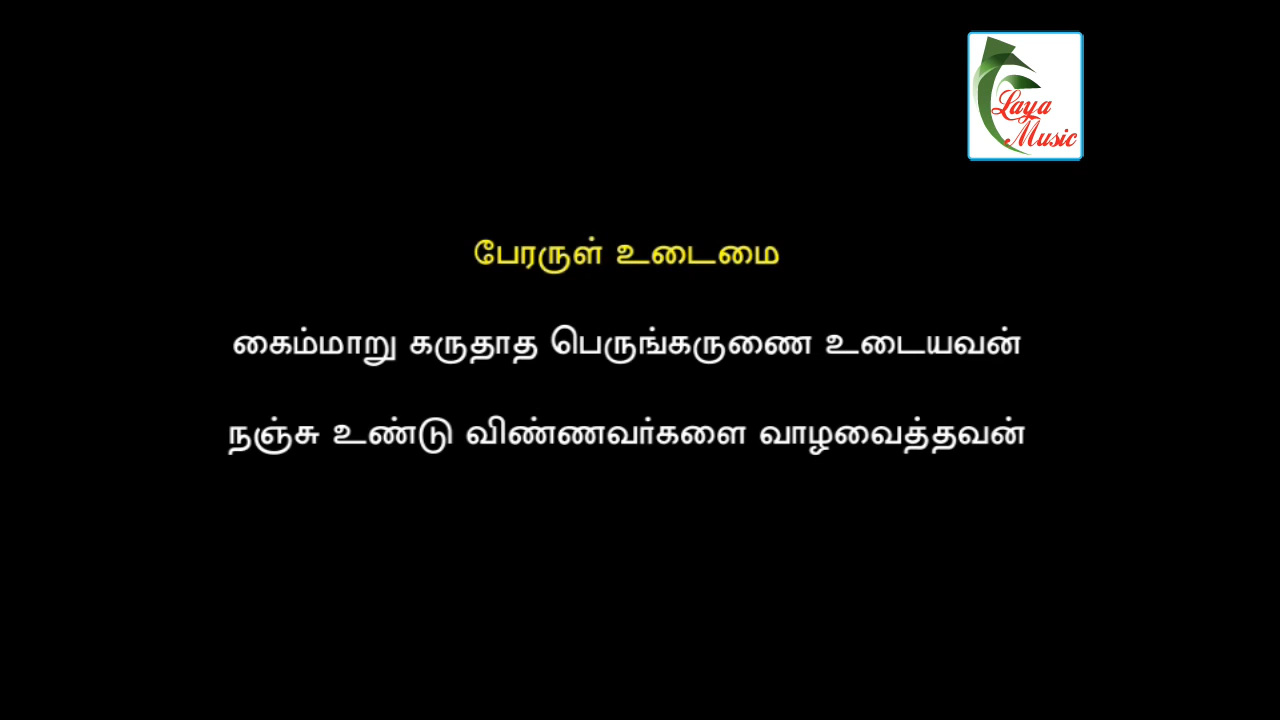 Laya
Music
பேரருள் உடைமை
கைம்மாறு கருதாத பெருங்கருணை உடையவன்
நஞ்சு உண்டு விண்ணவர்களை வாழவைத்தவன்